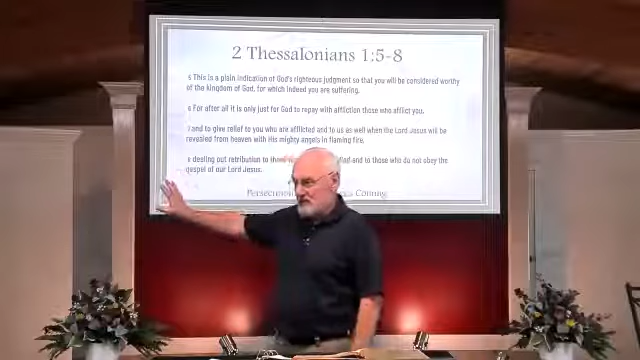 2 Thessalonians 1:5-8
5 This is a plain indication of God's righteous judgment so that you will be considered worthy
of the kingdom of God, for which indeed you are suffering.
6 For after all it is only just for God to repay with affliction those who afflict you,
7 and to give relief to you who are afflicted and to us as well when the Lord Jesus will be
revealed from heaven with His mighty angels in flaming fire,
8 dealing out retribution to those and to those who do not obey the
gospel of our Lord Jesus.
Coming